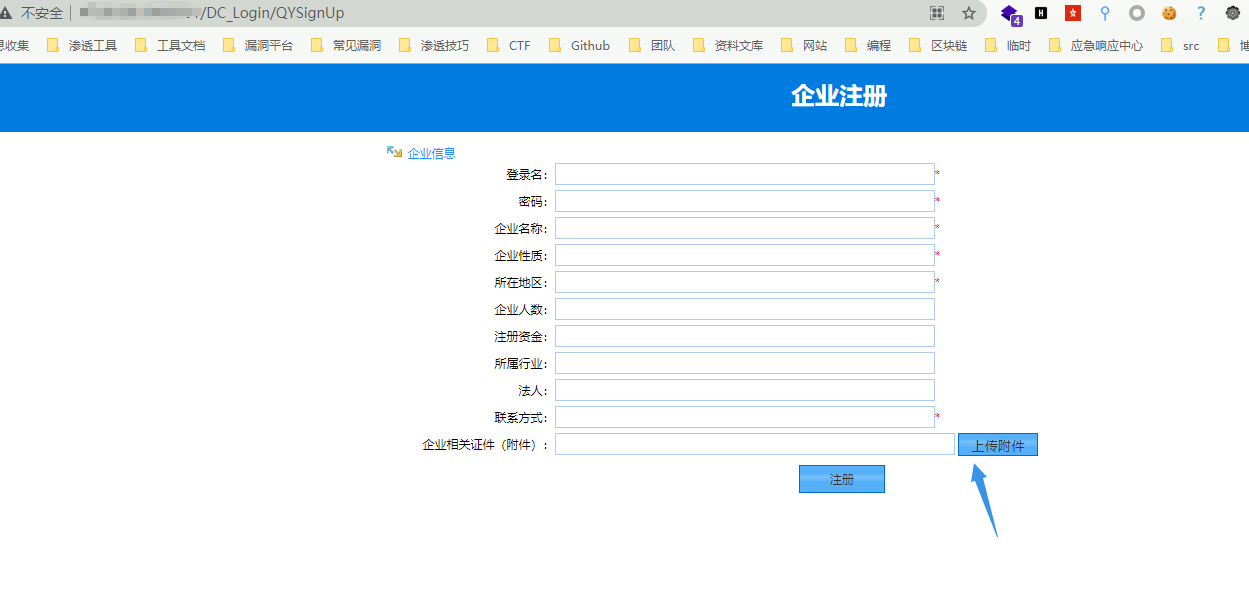 不安全 /DC_Login/QYSignUp
4 H
收集 渗透工具 工具文档 漏洞平台 常见漏洞 渗透技巧 CTF Github 团队 资料文库 网站 编程 区块链 临时 应急响应中心 src
企业注册
企业信息
登录名: *
密码: *
企业名称: *
企业性质: *
所在地区: *
企业人数:
注册资金:
所属行业:
法人:
联系方式: *
企业相关证件（附件）: 上传附件
注册